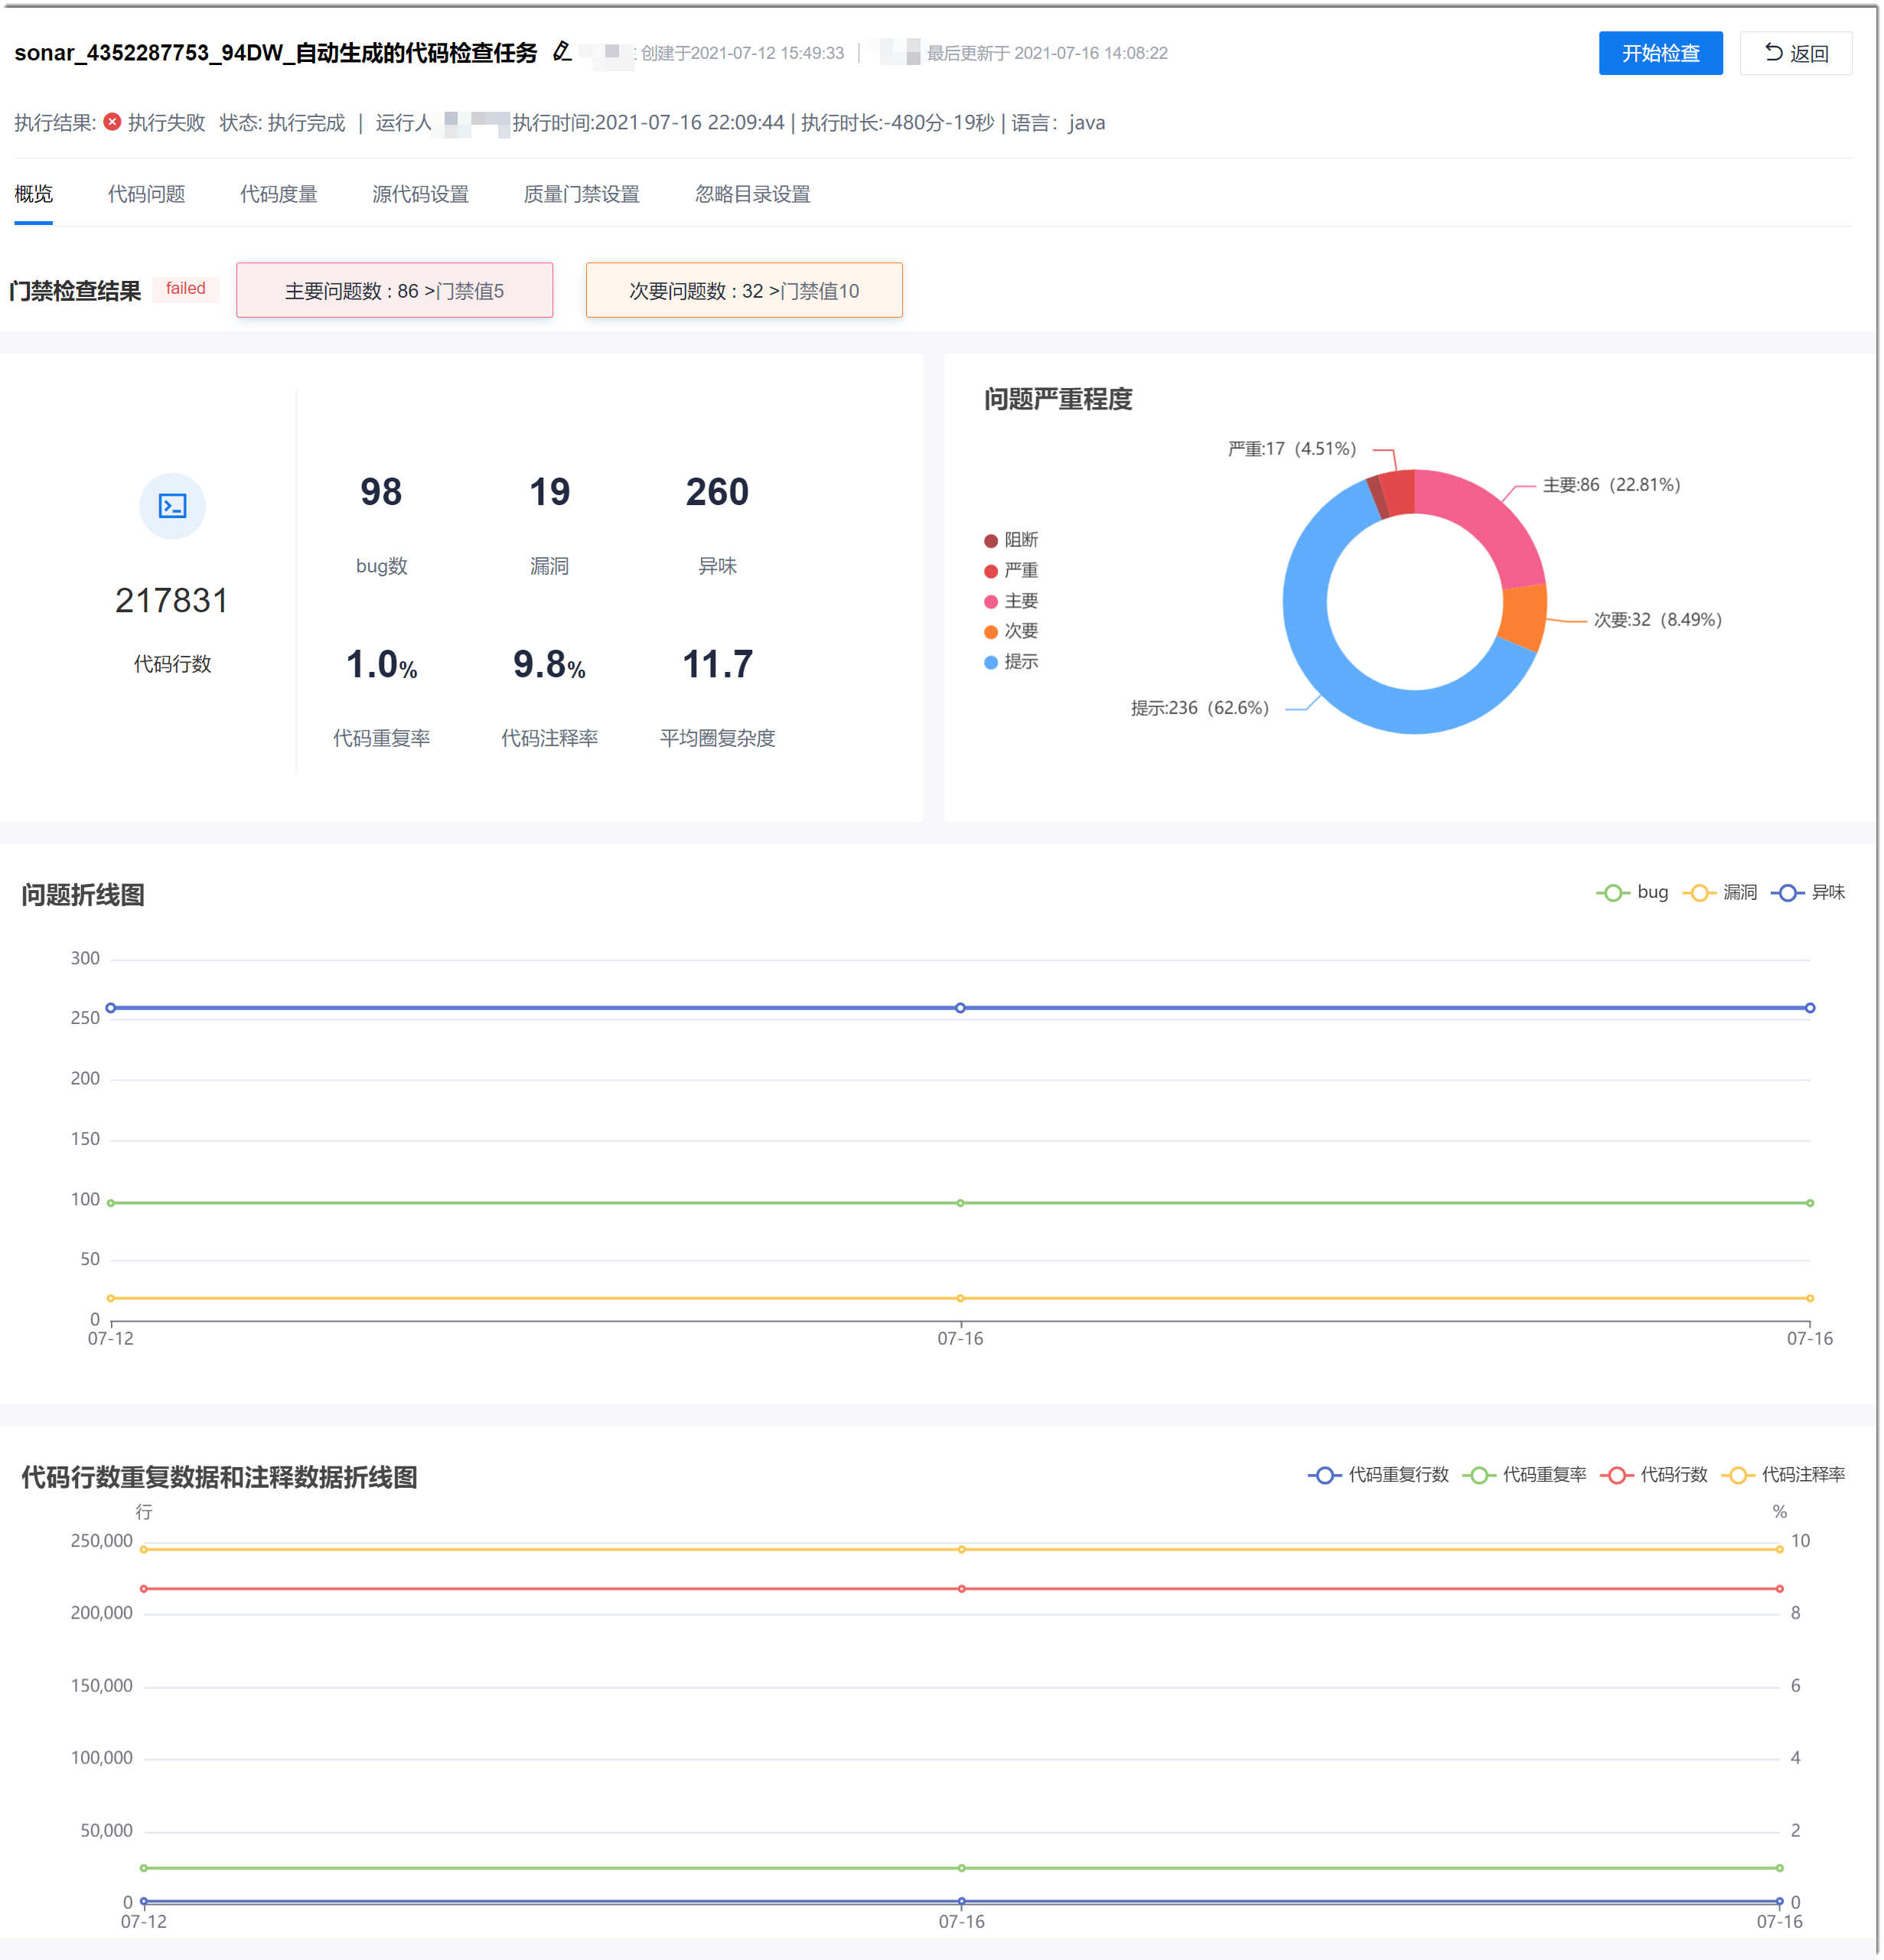 sonar_4352287753_94DW_自动生成的代码检查任务 创建于2021-07-12 15:49:33 | 最后更新于 2021-07-16 14:08:22 开始检查 返回
执行结果: 执行失败 状态: 执行完成 | 运行人 执行时间:2021-07-16 22:09:44 | 执行时长:-480分-19秒 | 语言：java
概览 代码问题 代码度量 源代码设置 质量门禁设置 忽略目录设置
门禁检查结果 failed 主要问题数 : 86 >门禁值5 次要问题数 : 32 >门禁值10
217831
代码行数
98 19 260
bug数 漏洞 异味
1.0% 9.8% 11.7
代码重复率 代码注释率 平均圈复杂度
问题严重程度
阻断
严重
主要
次要
提示
严重:17（4.51%）
主要:86（22.81%）
次要:32（8.49%）
提示:236（62.6%）
问题折线图
bug 漏洞 异味
300
250
200
150
100
50
0
07-12 07-16 07-16
代码行数重复数据和注释数据折线图
代码重复行数 代码重复率 代码行数 代码注释率
行 %
250,000 10
200,000 8
150,000 6
100,000 4
50,000 2
0 0
07-12 07-16 07-16